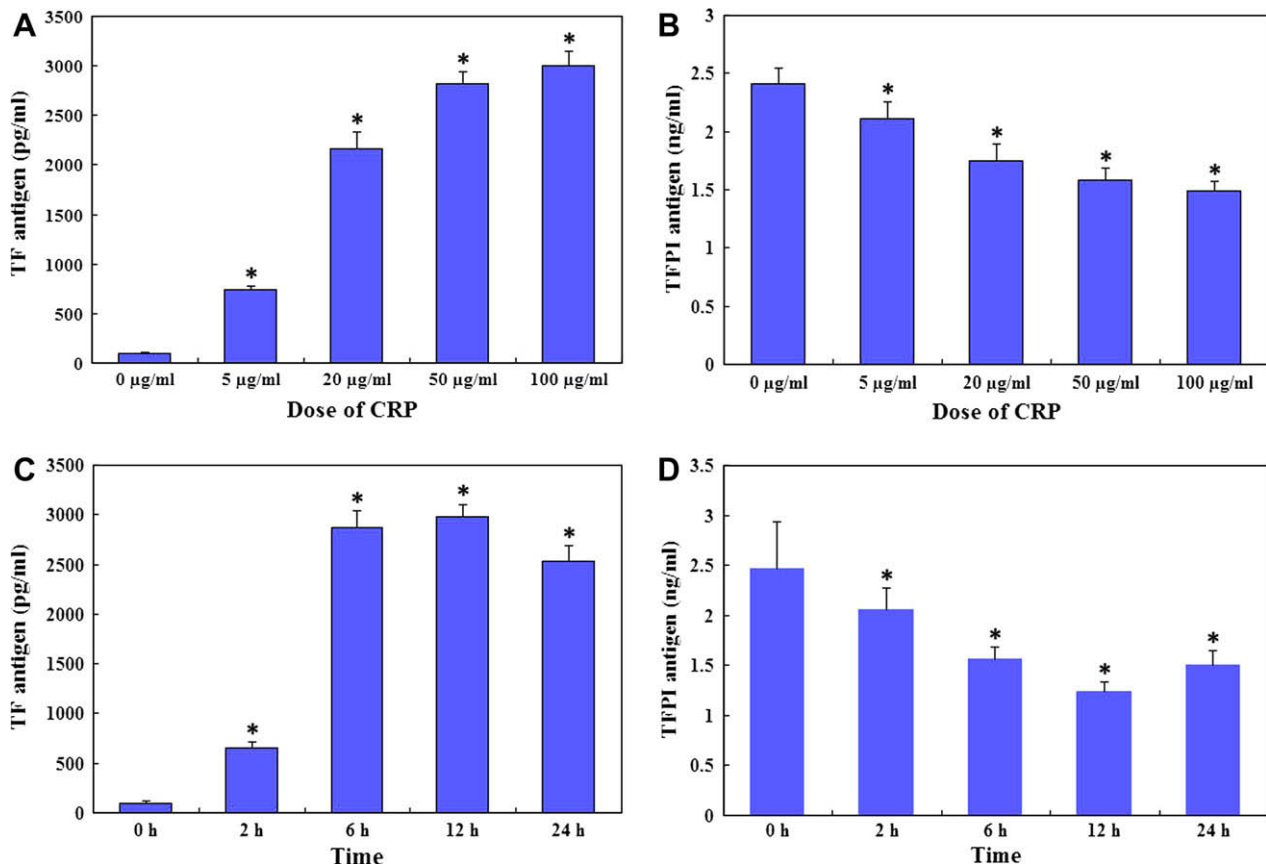 A
TF antigen (pg/ml)
3500
3000
2500
2000
1500
1000
500
0
*
*
*
*
0 µg/ml 5 µg/ml 20 µg/ml 50 µg/ml 100 µg/ml
Dose of CRP
B
TFPI antigen (ng/ml)
3
2.5
2
1.5
1
0.5
0
*
*
*
*
0 µg/ml 5 µg/ml 20 µg/ml 50 µg/ml 100 µg/ml
Dose of CRP
C
TF antigen (pg/ml)
3500
3000
2500
2000
1500
1000
500
0
*
*
*
*
0 h 2 h 6 h 12 h 24 h
Time
D
TFPI antigen (ng/ml)
3.5
3
2.5
2
1.5
1
0.5
0
*
*
*
*
0 h 2 h 6 h 12 h 24 h
Time